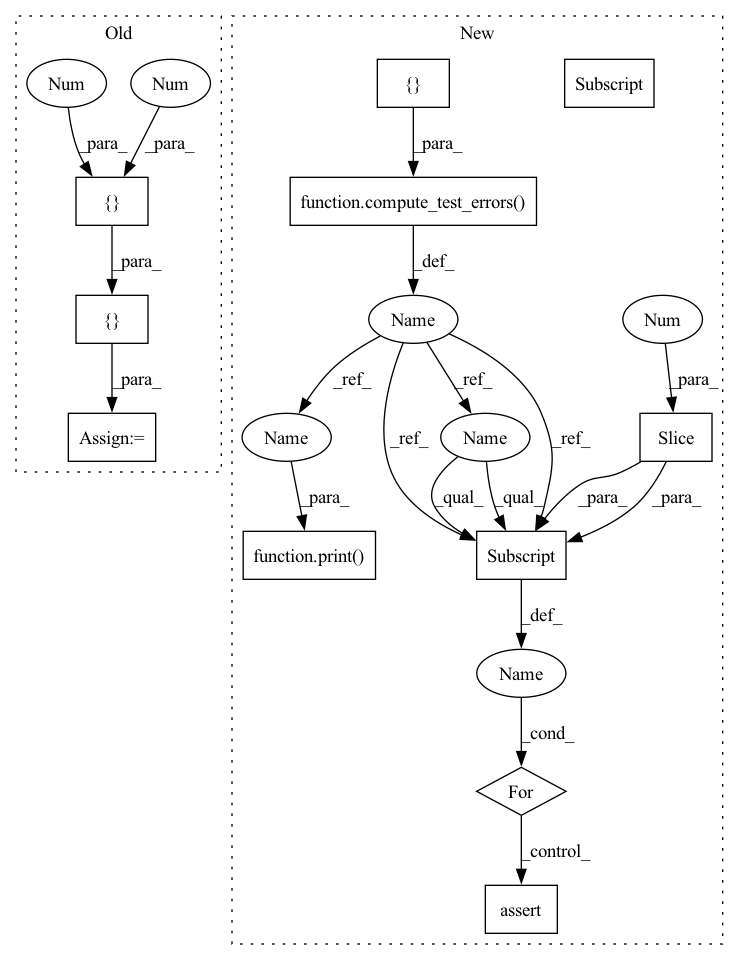 Old
New
Num
Num
{}
Subscript
_para_
_para_
_para_
{}
function.compute_test_errors()
_para_
_def_
{}
Name
Num
_para_
_ref_
_ref_
_para_
Assign:=
Name
_ref_
Name
_ref_
Slice
_para_
_qual_
_qual_
_para_
_para_
function.print()
Subscript
_def_
Name
_cond_
For
_control_
assert